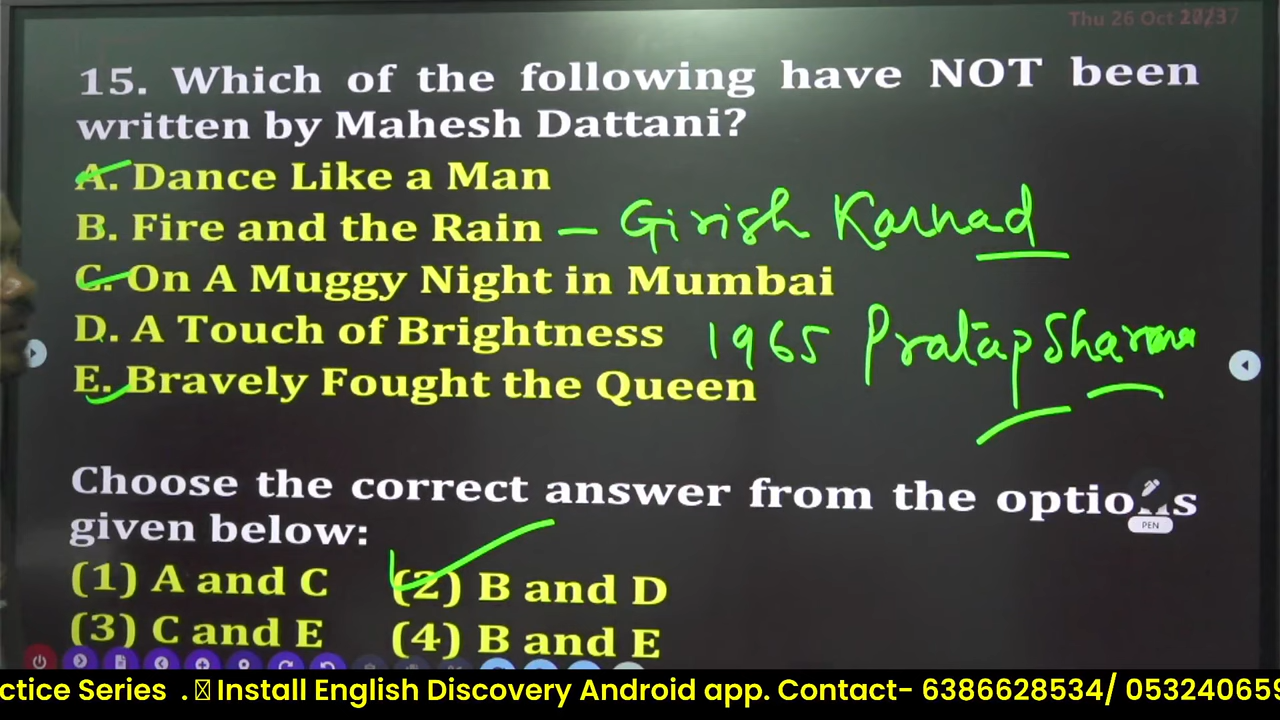 Thu 26 Oct
15. Which of the following have NOT been
written by Mahesh Dattani?
A. Dance Like a Man
B. Fire and the Rain — Girish Karnad
C. On A Muggy Night in Mumbai
D. A Touch of Brightness 1965 Pratap Sharma
E. Bravely Fought the Queen
Choose the correct answer from the options
given below:
PEN
(1) A and C (2) B and D
(3) C and E (4) B and E
ctice Series . Install English Discovery Android app. Contact- 6386628534/ 053240659